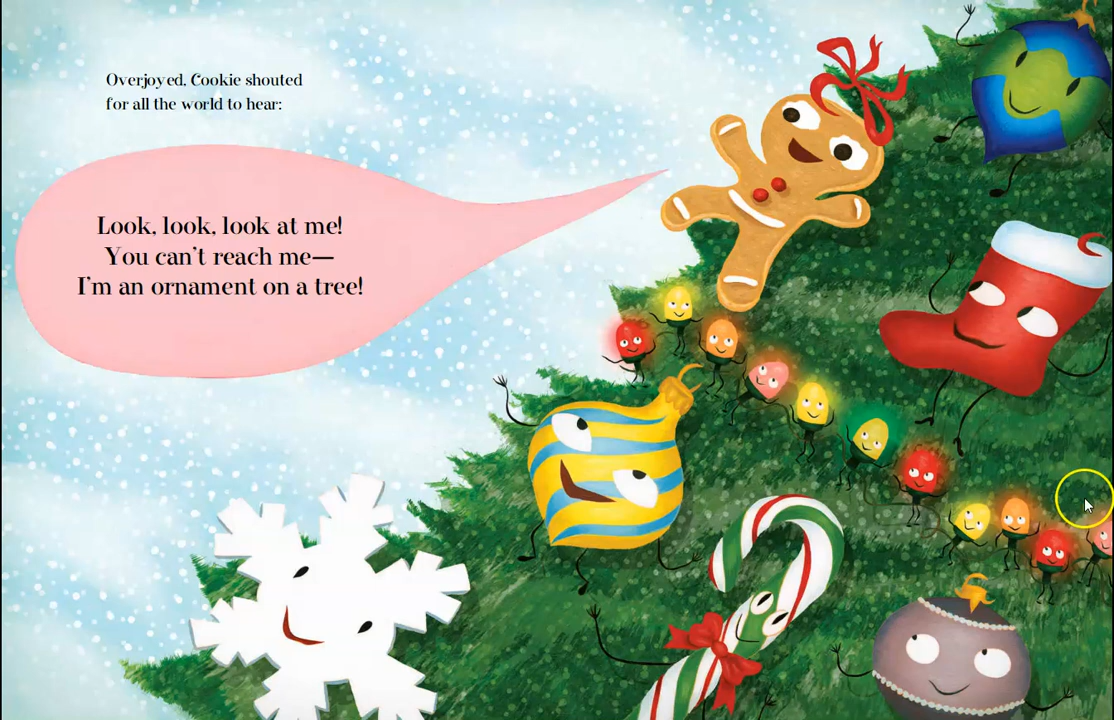 Overjoyed, Cookie shouted
for all the world to hear:
Look, look, look at me!
You can't reach me—
I'm an ornament on a tree!